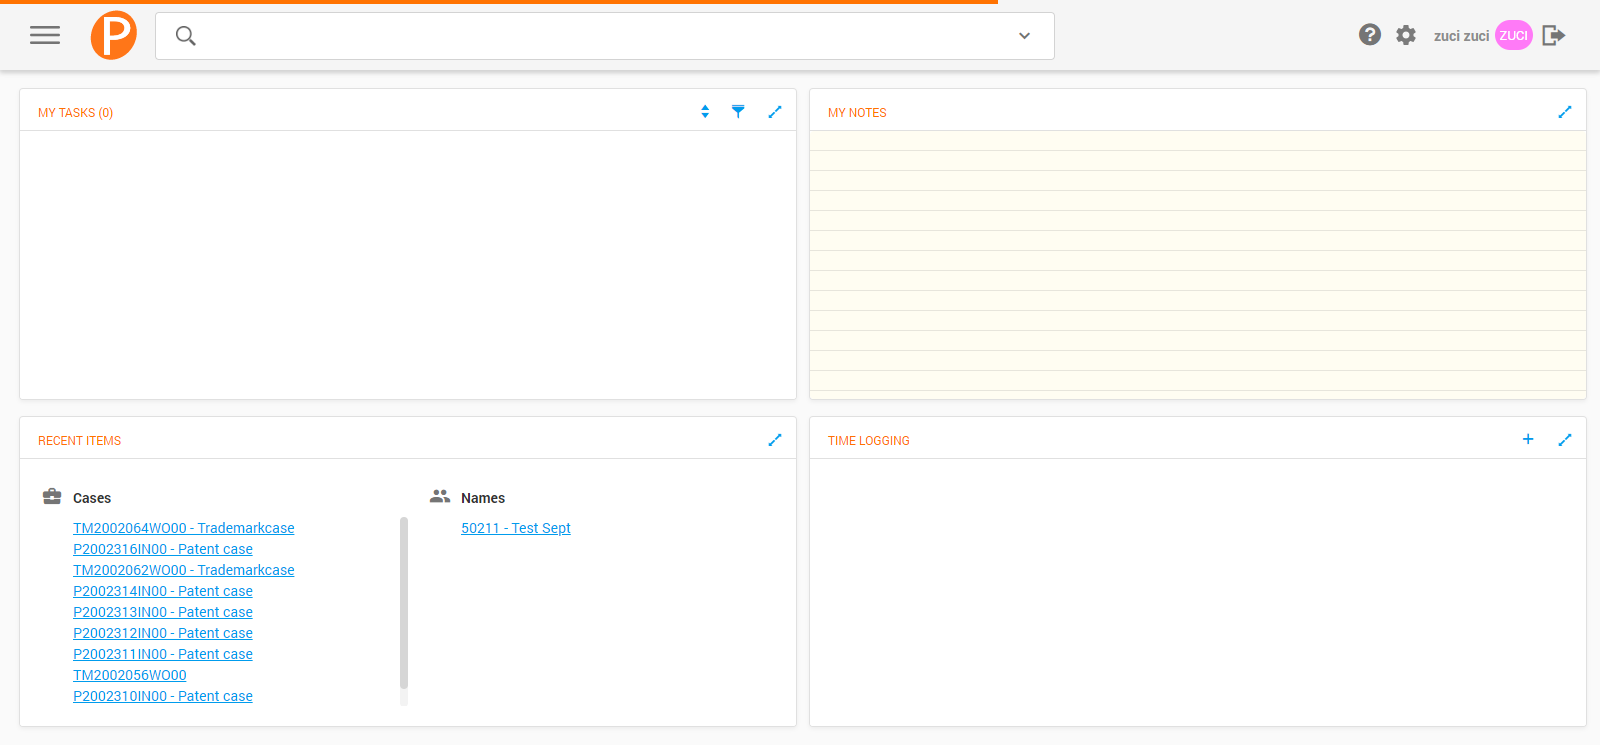 P
? zuci zuci ZUCI
MY TASKS (0)
MY NOTES
RECENT ITEMS
Cases
TM2002064WO00 - Trademarkcase
P2002316IN00 - Patent case
TM2002062WO00 - Trademarkcase
P2002314IN00 - Patent case
P2002313IN00 - Patent case
P2002312IN00 - Patent case
P2002311IN00 - Patent case
TM2002056WO00
P2002310IN00 - Patent case
Names
50211 - Test Sept
TIME LOGGING